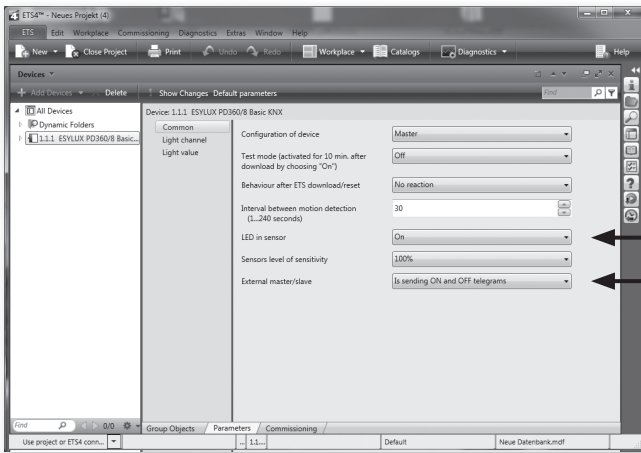 ETS4™ - Neues Projekt (4)
ETS Edit Workplace Commissioning Diagnostics Extras Window Help
New Close Project Print Undo Redo Workplace Catalogs Diagnostics Help
Devices
Add Devices Delete Show Changes Default parameters Find
All Devices
Dynamic Folders
1.1.1 ESYLUX PD360/8 Basic...
Device: 1.1.1 ESYLUX PD360/8 Basic KNX
Common
Light channel
Light value
Configuration of device Master
Test mode (activated for 10 min. after
download by choosing "On") Off
Behaviour after ETS download/reset No reaction
Interval between motion detection
(1...240 seconds) 30
LED in sensor On
Sensors level of sensitivity 100%
External master/slave Is sending ON and OFF telegrams
Find 0/0
Group Objects Parameters Commissioning
Use project or ETS4 conn... ... 1.1.... Default Neue Datenbank.mdf